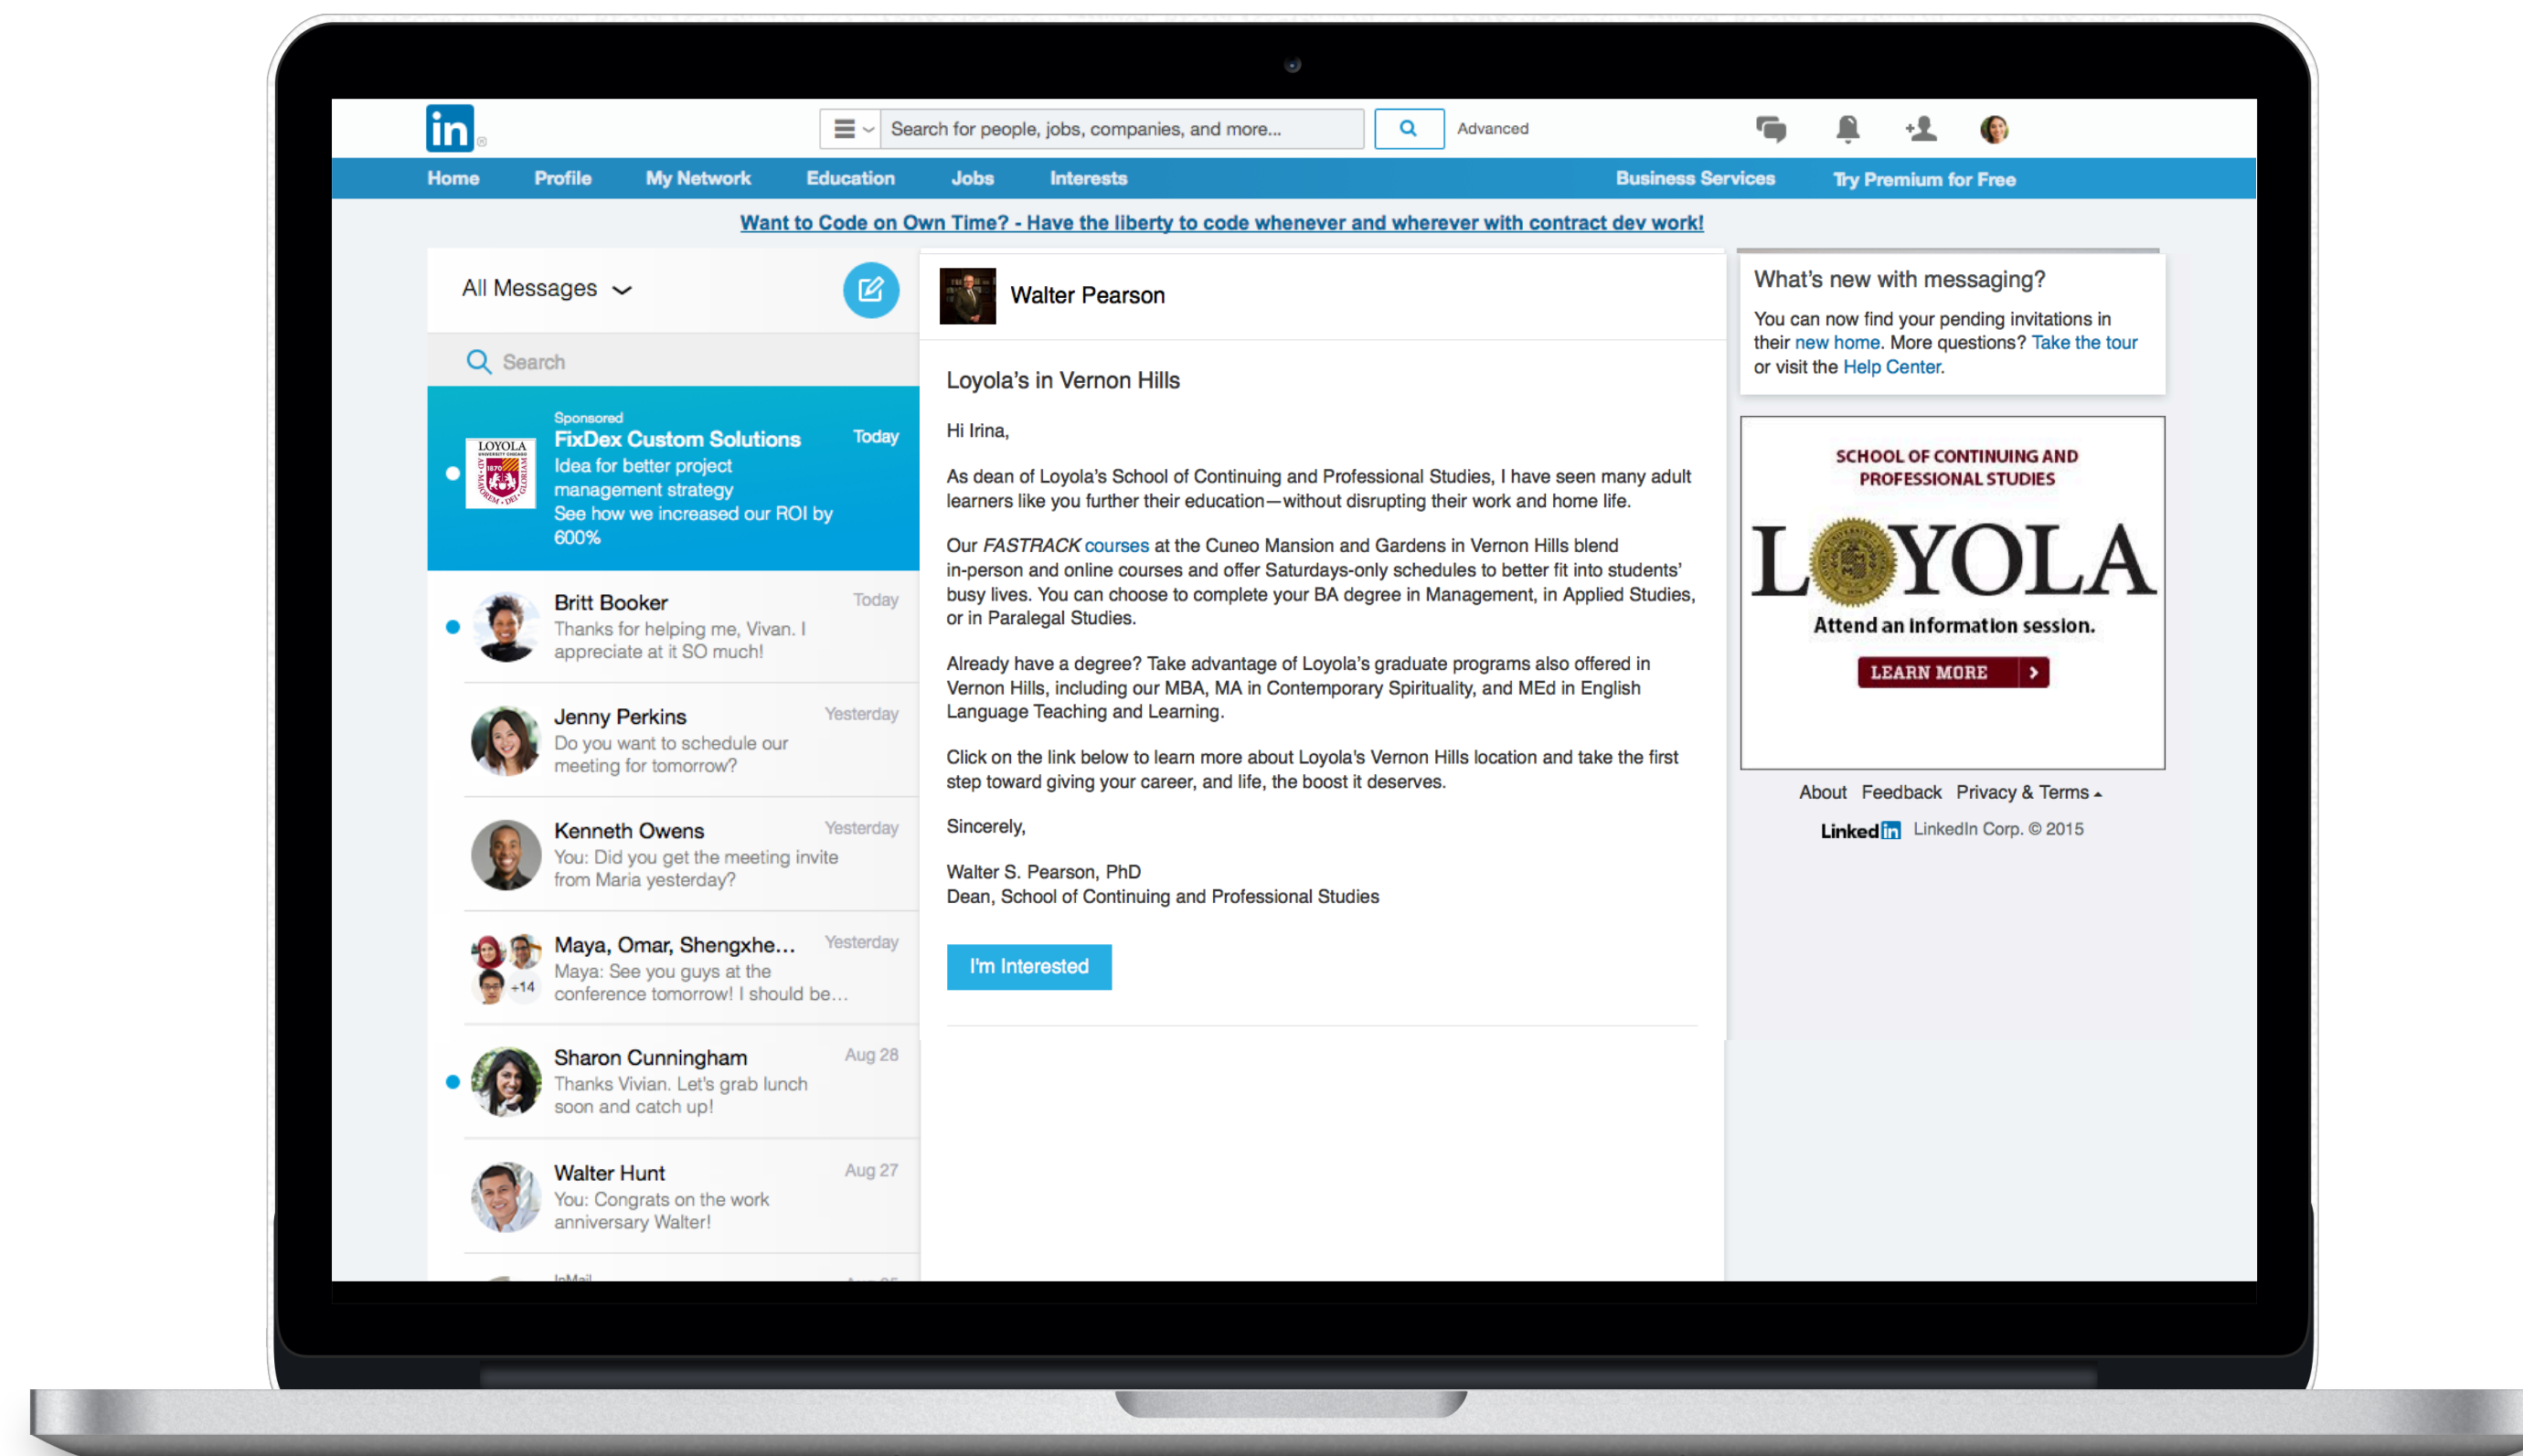 in
Search for people, jobs, companies, and more...
Advanced
Home Profile My Network Education Jobs Interests Business Services Try Premium for Free
Want to Code on Own Time? - Have the liberty to code whenever and wherever with contract dev work!
All Messages
Search
Sponsored
FixDex Custom Solutions Today
Idea for better project
management strategy
See how we increased our ROI by
600%
LOYOLA
UNIVERSITY CHICAGO
1870
AD • MAJOREM • DEI • GLORIAM
Britt Booker Today
Thanks for helping me, Vivan. I
appreciate at it SO much!
Jenny Perkins Yesterday
Do you want to schedule our
meeting for tomorrow?
Kenneth Owens Yesterday
You: Did you get the meeting invite
from Maria yesterday?
Maya, Omar, Shengxhe... Yesterday
Maya: See you guys at the
conference tomorrow! I should be...
+14
Sharon Cunningham Aug 28
Thanks Vivian. Let's grab lunch
soon and catch up!
Walter Hunt Aug 27
You: Congrats on the work
anniversary Walter!
InMail
Walter Pearson
Loyola's in Vernon Hills
Hi Irina,
As dean of Loyola's School of Continuing and Professional Studies, I have seen many adult
learners like you further their education—without disrupting their work and home life.
Our FASTRACK courses at the Cuneo Mansion and Gardens in Vernon Hills blend
in-person and online courses and offer Saturdays-only schedules to better fit into students'
busy lives. You can choose to complete your BA degree in Management, in Applied Studies,
or in Paralegal Studies.
Already have a degree? Take advantage of Loyola's graduate programs also offered in
Vernon Hills, including our MBA, MA in Contemporary Spirituality, and MEd in English
Language Teaching and Learning.
Click on the link below to learn more about Loyola's Vernon Hills location and take the first
step toward giving your career, and life, the boost it deserves.
Sincerely,
Walter S. Pearson, PhD
Dean, School of Continuing and Professional Studies
I'm Interested
What's new with messaging?
You can now find your pending invitations in
their new home. More questions? Take the tour
or visit the Help Center.
SCHOOL OF CONTINUING AND
PROFESSIONAL STUDIES
LOYOLA
Attend an information session.
LEARN MORE
About Feedback Privacy & Terms
Linked in LinkedIn Corp. © 2015